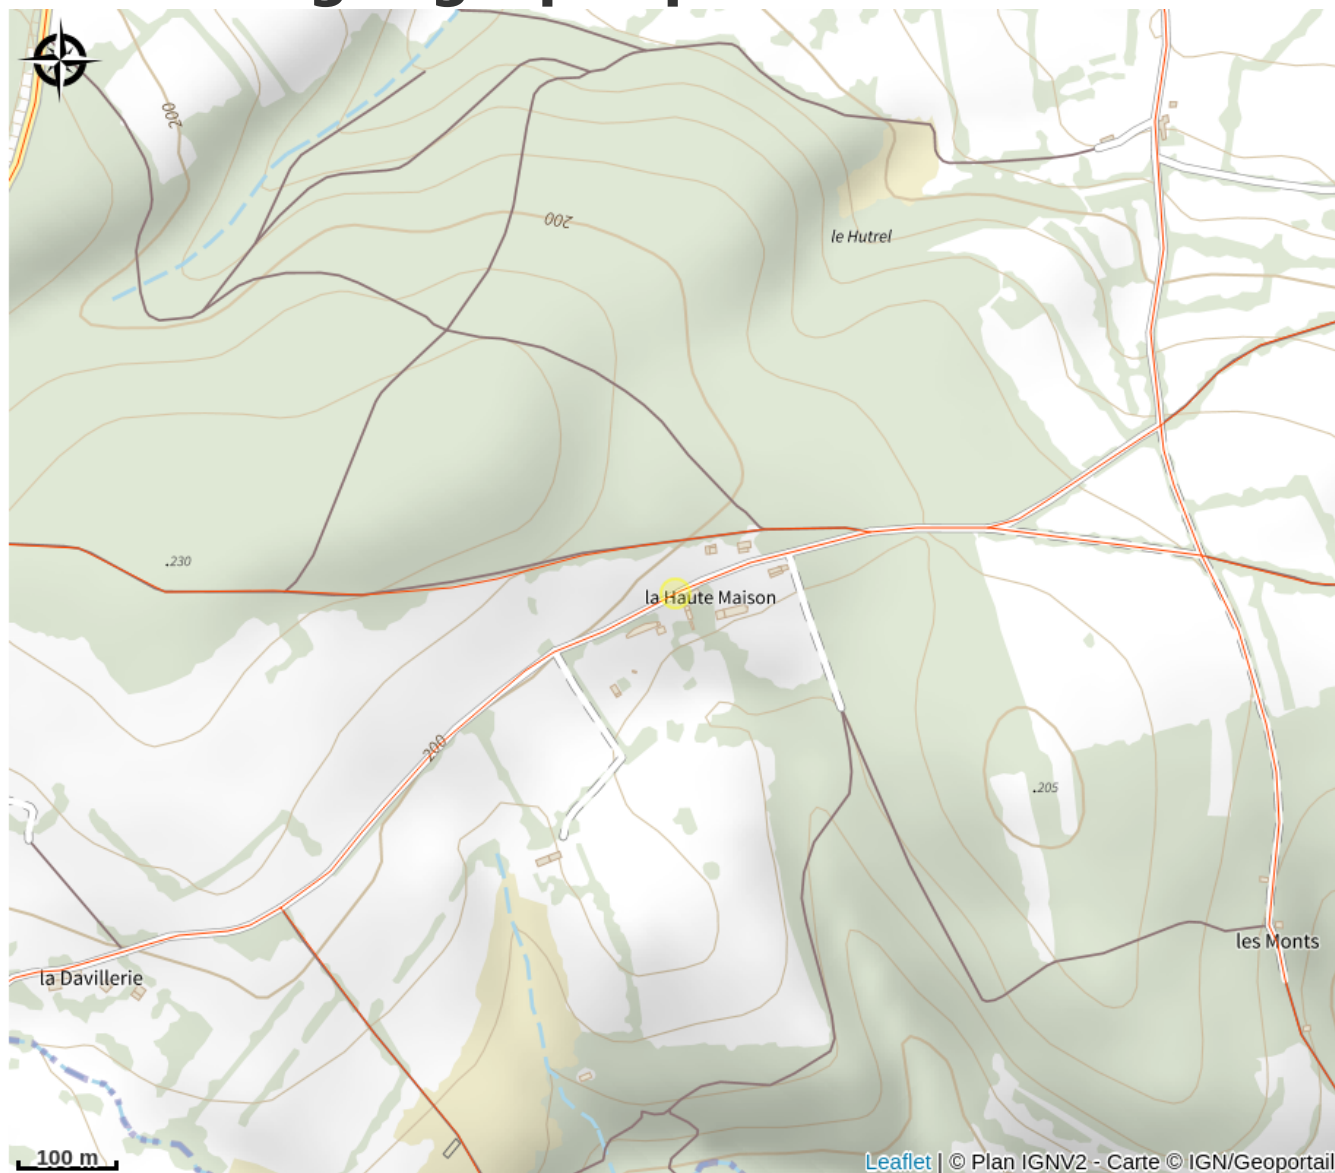 200
200
le Hutrel
.230
la Haute Maison
200
.205
les Monts
la Davillerie
100 m
Leaflet | © Plan IGNV2 - Carte © IGN/Geoportail